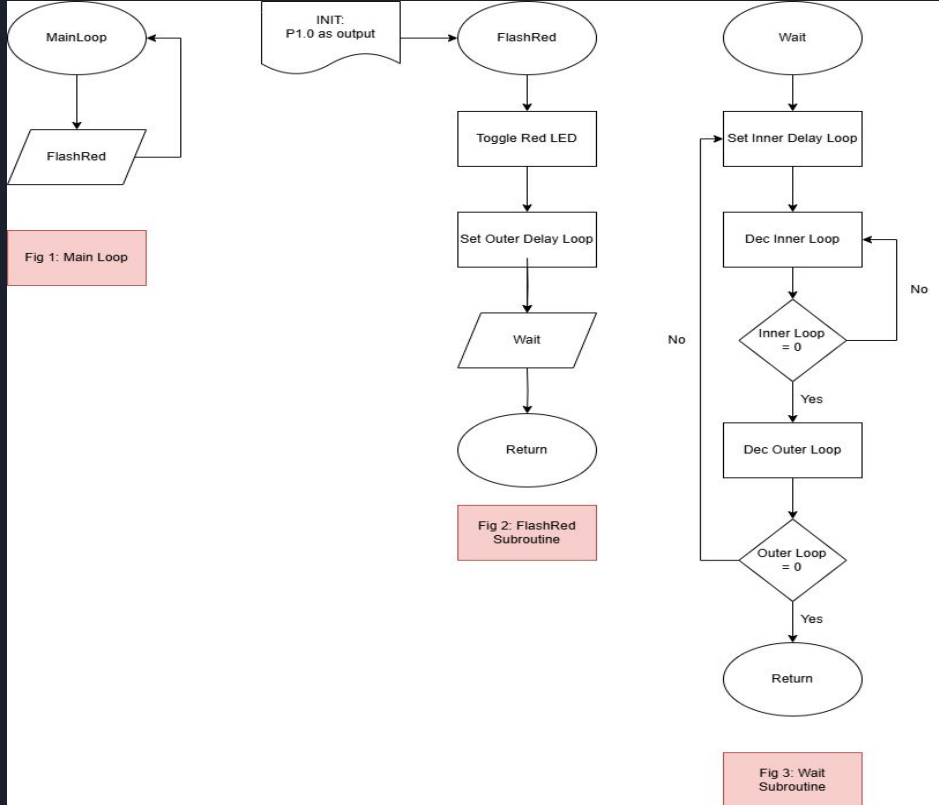 MainLoop
FlashRed
Fig 1: Main Loop
INIT:
P1.0 as output
FlashRed
Toggle Red LED
Set Outer Delay Loop
Wait
Return
Fig 2: FlashRed
Subroutine
Wait
Set Inner Delay Loop
Dec Inner Loop
No
Inner Loop
= 0
No
Yes
Dec Outer Loop
Outer Loop
= 0
Yes
Return
Fig 3: Wait
Subroutine